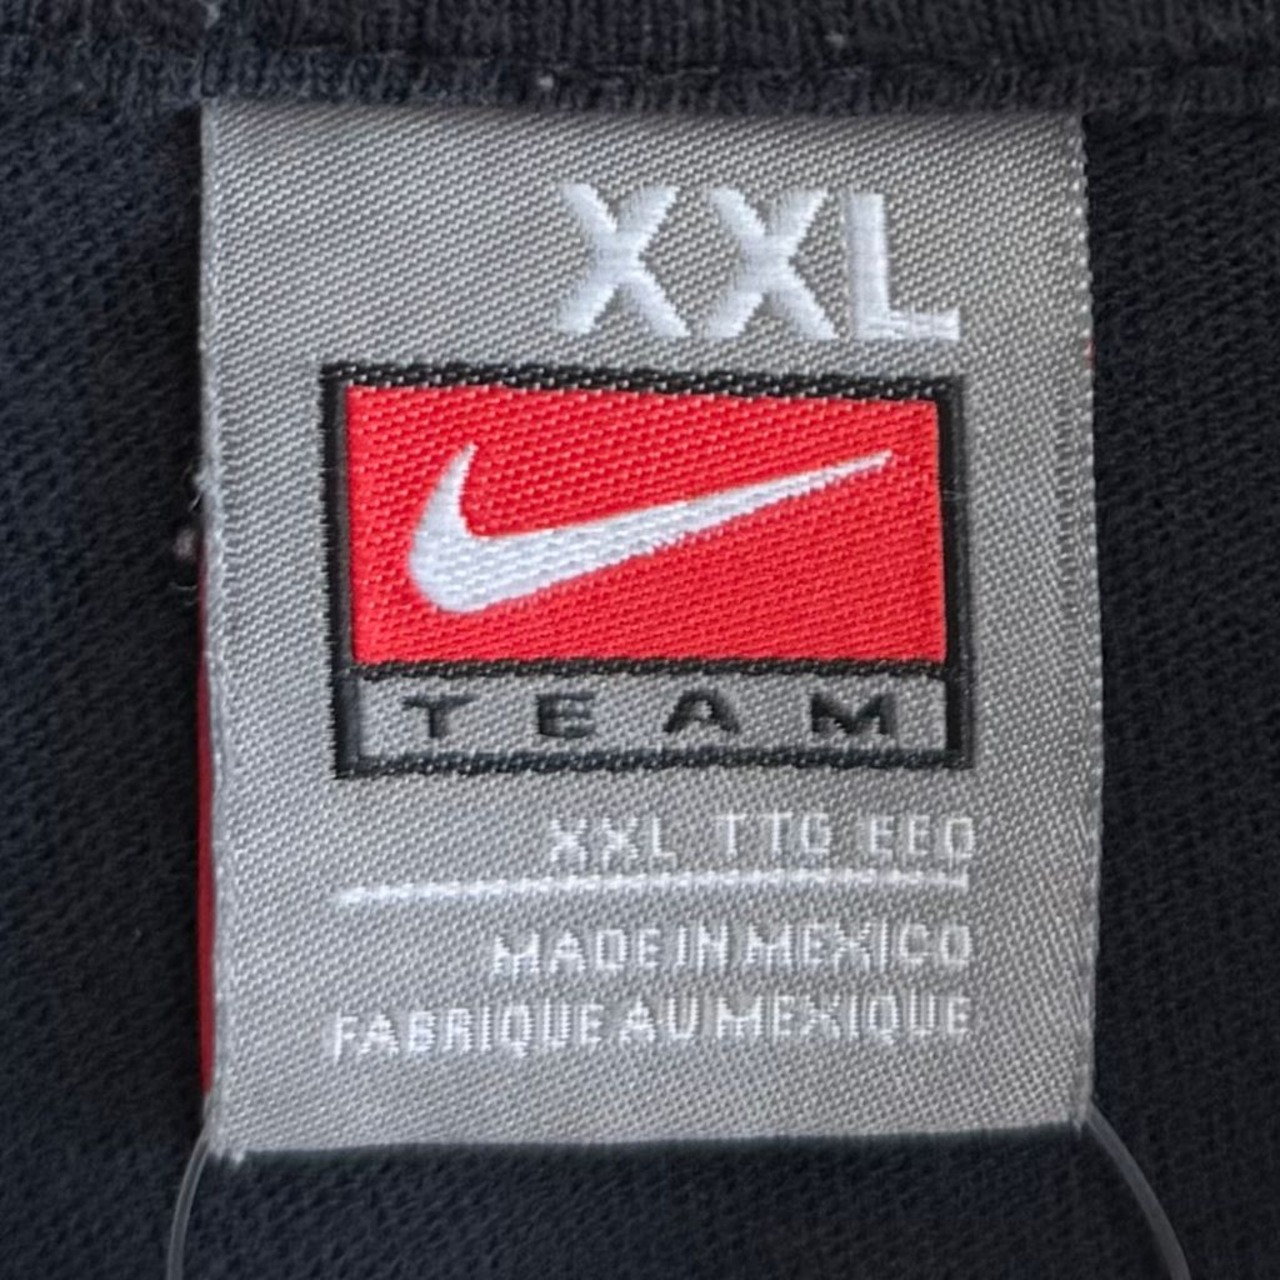 XXL
TEAM
XXL TTG EEG
MADE IN MEXICO
FABRIQUE AU MEXIQUE